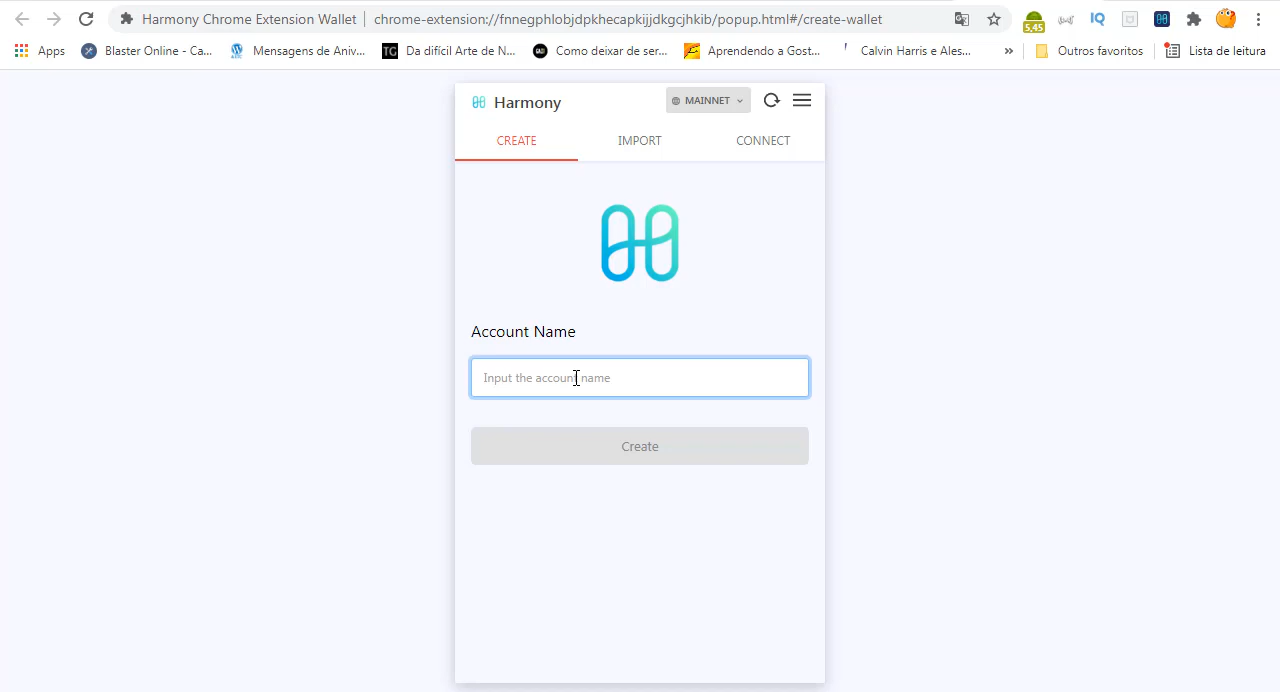 Harmony Chrome Extension Wallet | chrome-extension://fnnegphlobjdpkhecapkijjdkgcjhkib/popup.html#/create-wallet
5,45
IQ
Apps
Blaster Online - Ca...
Mensagens de Aniv...
TG
Da difícil Arte de N...
Como deixar de ser...
Aprendendo a Gost...
Calvin Harris e Ales...
»
Outros favoritos
Lista de leitura
Harmony
MAINNET
CREATE
IMPORT
CONNECT
Account Name
Input the account name
Create